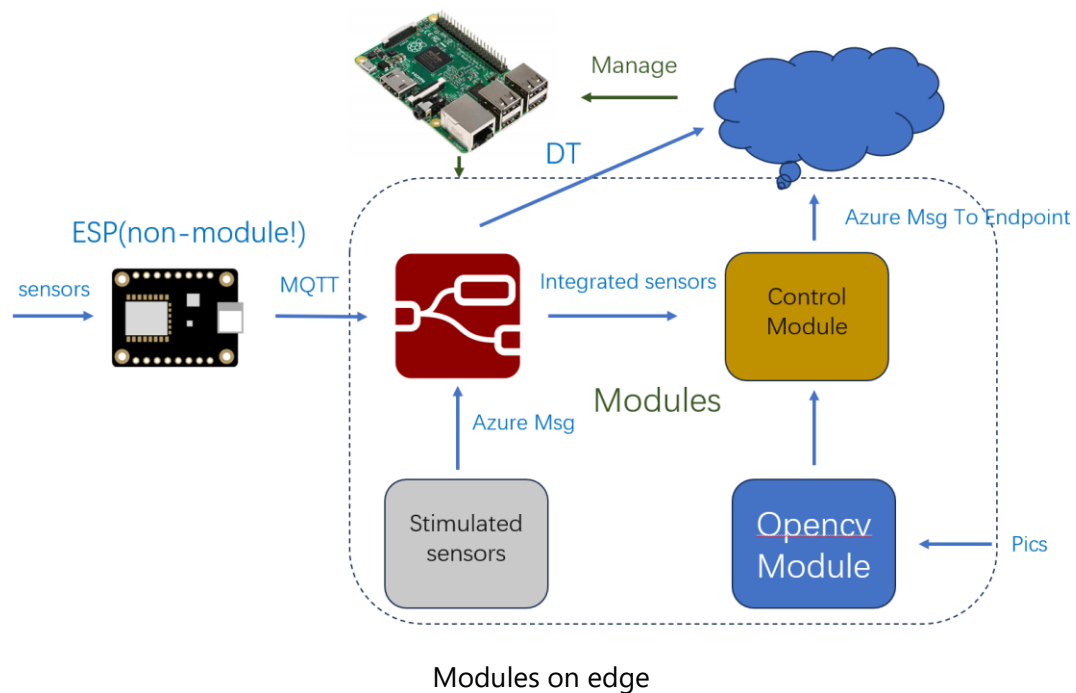 Manage
DT
Azure Msg To Endpoint
ESP(non-module!)
sensors
MQTT
Integrated sensors
Control
Module
Modules
Azure Msg
Stimulated
sensors
Opencv
Module
Pics
Modules on edge